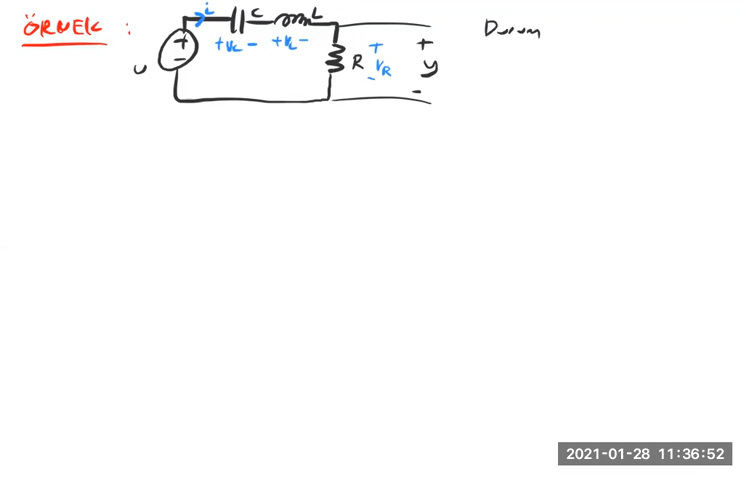 ÖRNEK :
i
C
L
+ Vc -
+ VL -
+
-
u
R
+
VR
-
+
y
-
Durum
2021-01-28 11:36:52